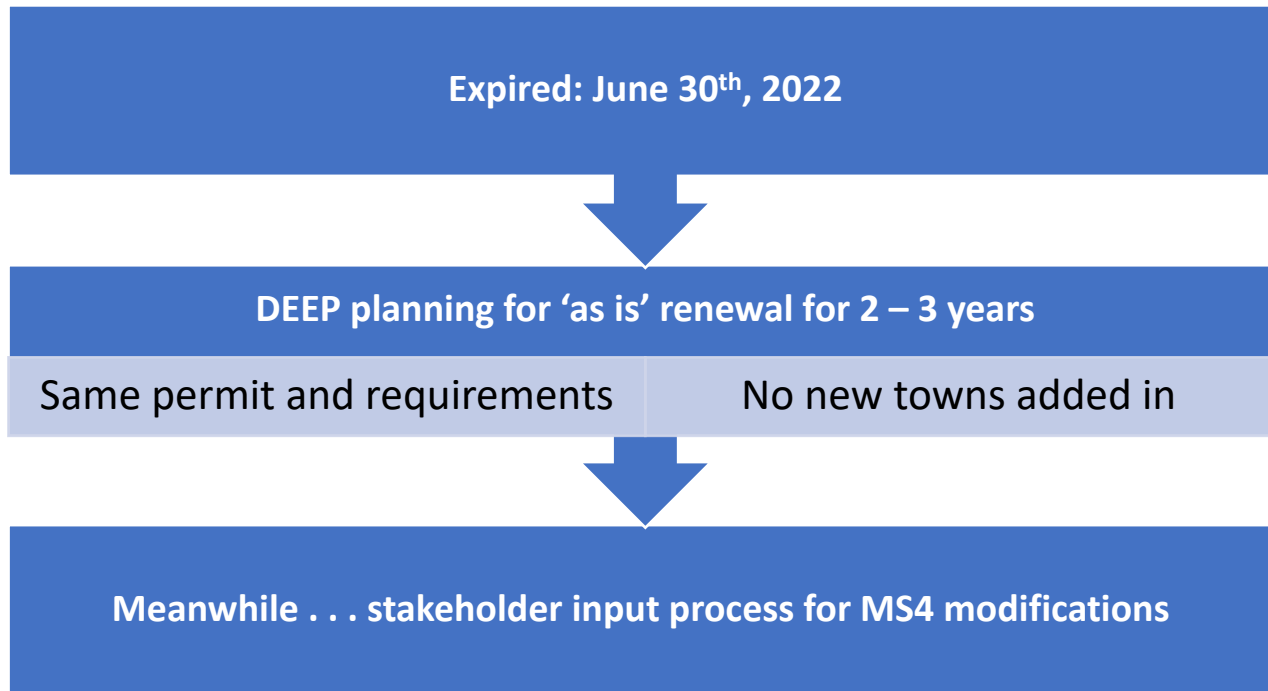 Expired: June 30th, 2022
DEEP planning for ‘as is’ renewal for 2 – 3 years
Same permit and requirements
No new towns added in
Meanwhile . . . stakeholder input process for MS4 modifications